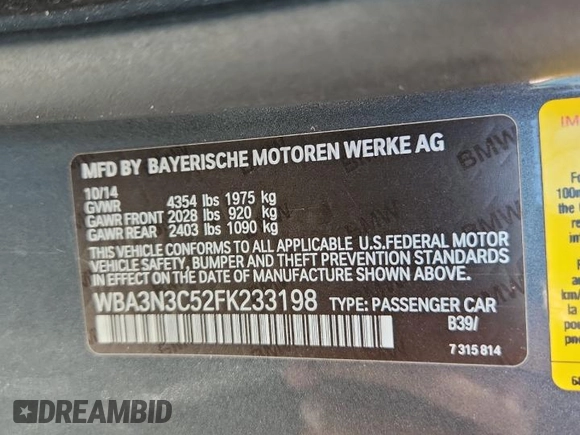 MFD BY BAYERISCHE MOTOREN WERKE AG
10/14
GVWR 4354 lbs 1975 kg
GAWR FRONT 2028 lbs 920 kg
GAWR REAR 2403 lbs 1090 kg
THIS VEHICLE CONFORMS TO ALL APPLICABLE U.S.FEDERAL MOTOR
VEHICLE SAFETY, BUMPER AND THEFT PREVENTION STANDARDS
IN EFFECT ON THE DATE OF MANUFACTURE SHOWN ABOVE.
WBA3N3C52FK233198 TYPE: PASSENGER CAR
B39/
7 315 814
BMW
BMW
DREAMBID